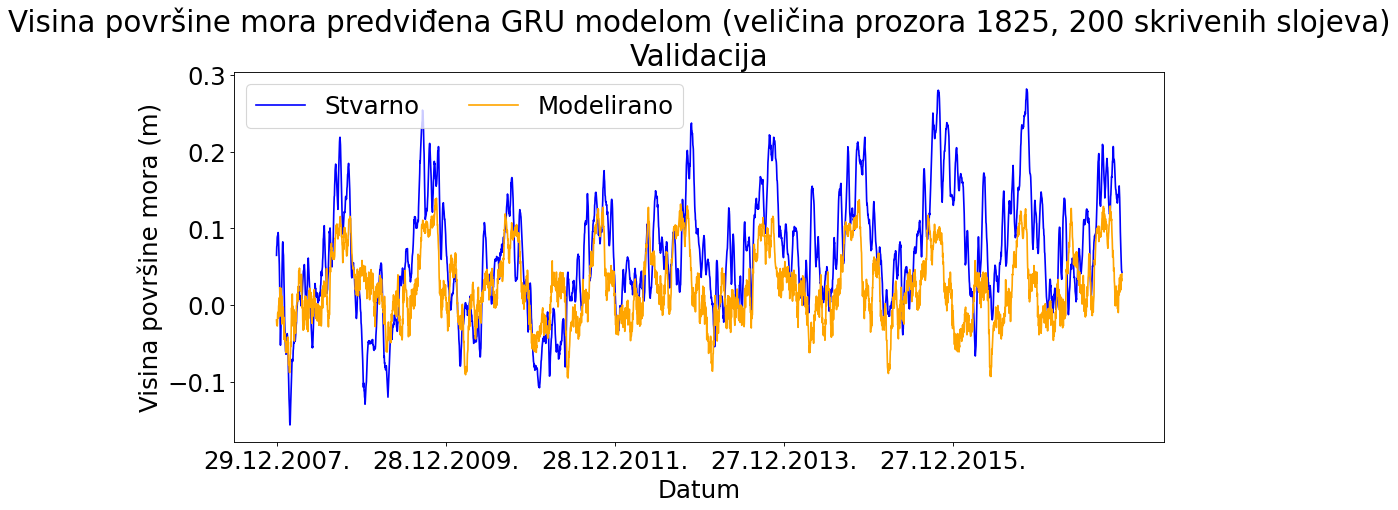 Visina površine mora predviđena GRU modelom (veličina prozora 1825, 200 skrivenih slojeva)
Validacija
Stvarno
Modelirano
Visina površine mora (m)
0.3
0.2
0.1
0.0
−0.1
29.12.2007.
28.12.2009.
28.12.2011.
27.12.2013.
27.12.2015.
Datum